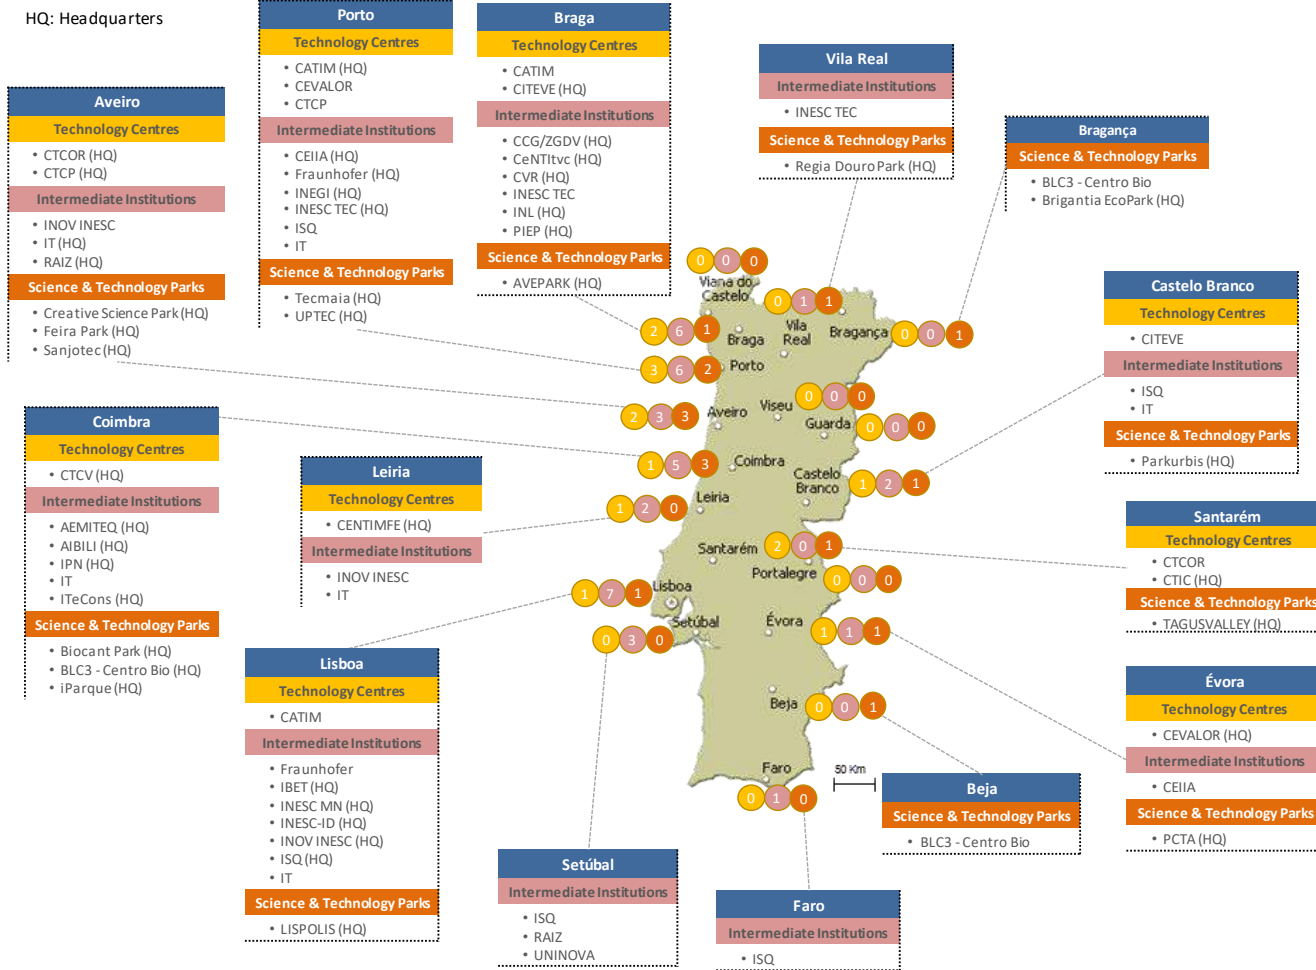 HQ: Headquarters
Porto
Technology Centres
• CATIM (HQ)
• CEVALOR
• CTCP
Intermediate Institutions
• CEIIA (HQ)
• Fraunhofer (HQ)
• INEGI (HQ)
• INESC TEC (HQ)
• ISQ
• IT
Science & Technology Parks
• Tecmaia (HQ)
• UPTEC (HQ)
Braga
Technology Centres
• CATIM
• CITEVE (HQ)
Intermediate Institutions
• CCG/ZGDV (HQ)
• CeNTItvc (HQ)
• CVR (HQ)
• INESC TEC
• INL (HQ)
• PIEP (HQ)
Science & Technology Parks
• AVEPARK (HQ)
Vila Real
Intermediate Institutions
• INESC TEC
Science & Technology Parks
• Regia Douro Park (HQ)
Bragança
Science & Technology Parks
• BLC3 - Centro Bio
• Brigantia EcoPark (HQ)
Aveiro
Technology Centres
• CTCOR (HQ)
• CTCP (HQ)
Intermediate Institutions
• INOV INESC
• IT (HQ)
• RAIZ (HQ)
Science & Technology Parks
• Creative Science Park (HQ)
• Feira Park (HQ)
• Sanjotec (HQ)
Castelo Branco
Technology Centres
• CITEVE
Intermediate Institutions
• ISQ
• IT
Science & Technology Parks
• Parkurbis (HQ)
Coimbra
Technology Centres
• CTCV (HQ)
Intermediate Institutions
• AEMITEQ (HQ)
• AIBILI (HQ)
• IPN (HQ)
• IT
• ITeCons (HQ)
Science & Technology Parks
• Biocant Park (HQ)
• BLC3 - Centro Bio (HQ)
• iParque (HQ)
Leiria
Technology Centres
• CENTIMFE (HQ)
Intermediate Institutions
• INOV INESC
• IT
Santarém
Technology Centres
• CTCOR
• CTIC (HQ)
Science & Technology Parks
• TAGUSVALLEY (HQ)
Lisboa
Technology Centres
• CATIM
Intermediate Institutions
• Fraunhofer
• IBET (HQ)
• INESC MN (HQ)
• INESC-ID (HQ)
• INOV INESC (HQ)
• ISQ (HQ)
• IT
Science & Technology Parks
• LISPOLIS (HQ)
Évora
Technology Centres
• CEVALOR (HQ)
Intermediate Institutions
• CEIIA
Science & Technology Parks
• PCTA (HQ)
Beja
Science & Technology Parks
• BLC3 - Centro Bio
Setúbal
Intermediate Institutions
• ISQ
• RAIZ
• UNINOVA
Faro
Intermediate Institutions
• ISQ
0 0 0
Viana do
Castelo
0 1 1
Vila
Real
Bragança 0 0 1
2 6 1
Braga
3 6 2 Porto
0 0 0
Viseu
2 3 3 Aveiro
Guarda 0 0 0
1 5 3 Coimbra
Castelo
Branco 1 2 1
1 2 0 Leiria
Santarém 2 0 1
Portalegre 0 0 0
1 7 1 Lisboa
0 3 0 Setúbal
Évora 1 1 1
Beja 0 0 1
Faro
0 1 0
50 Km